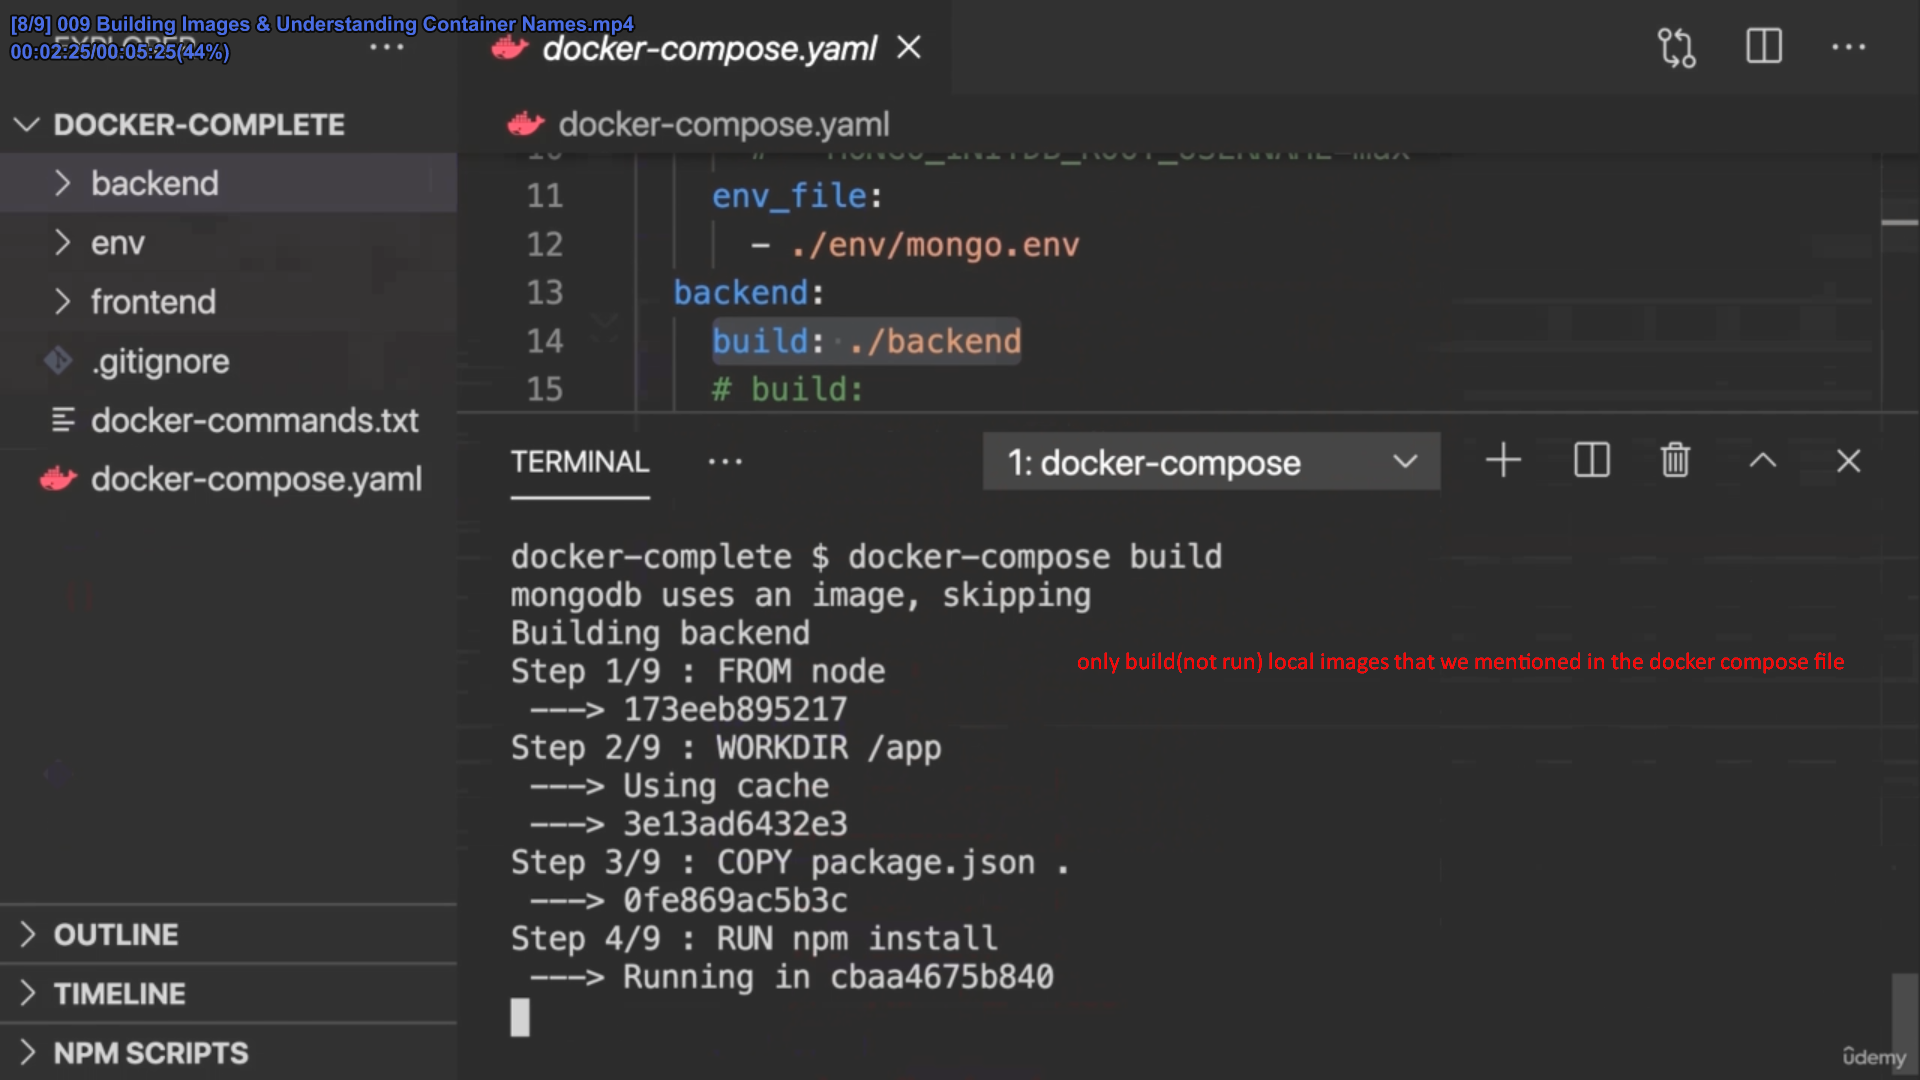 [8/9] 009 Building Images & Understanding Container Names.mp4
00:02:25/00:05:25(44%)
EXPLORER
docker-compose.yaml
DOCKER-COMPLETE
backend
env
frontend
.gitignore
docker-commands.txt
docker-compose.yaml
OUTLINE
TIMELINE
NPM SCRIPTS
docker-compose.yaml
10 # - MONGO_INITDB_ROOT_USERNAME=max
11 env_file:
12 - ./env/mongo.env
13 backend:
14 build: ./backend
15 # build:
TERMINAL
1: docker-compose
docker-complete $ docker-compose build
mongodb uses an image, skipping
Building backend
Step 1/9 : FROM node
---> 173eeb895217
Step 2/9 : WORKDIR /app
---> Using cache
---> 3e13ad6432e3
Step 3/9 : COPY package.json .
---> 0fe869ac5b3c
Step 4/9 : RUN npm install
---> Running in cbaa4675b840
only build(not run) local images that we mentioned in the docker compose file
udemy